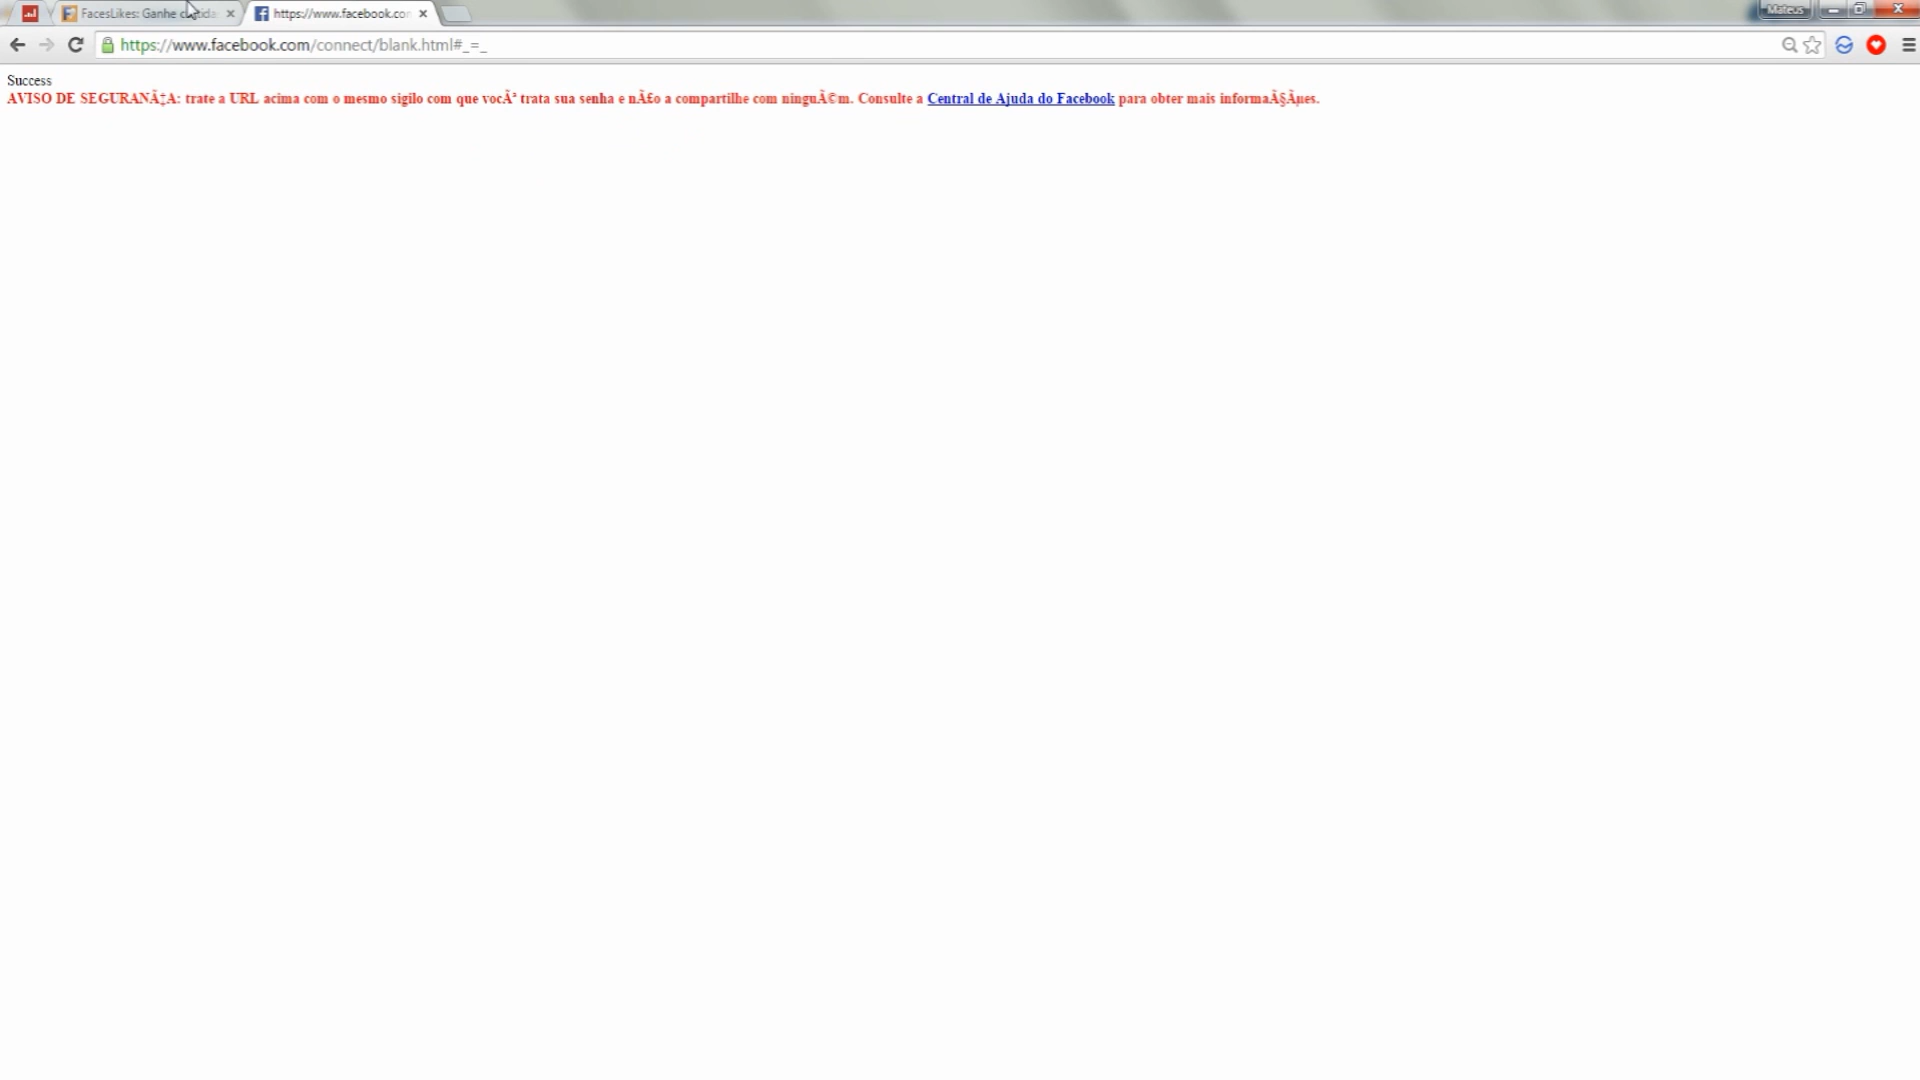 FacesLikes: Ganhe
https://www.facebook.co
Mateus
https://www.facebook.com/connect/blank.html#_=_
Success
AVISO DE SEGURANÃ‡A: trate a URL acima com o mesmo sigilo com que vocÃª trata sua senha e nÃ£o a compartilhe com ninguÃ©m. Consulte a Central de Ajuda do Facebook para obter mais informaÃ§Ãµes.